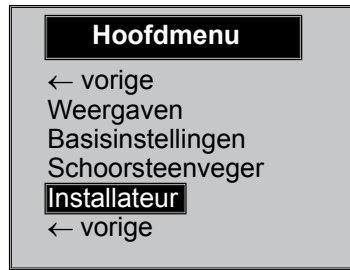 Hoofdmenu
← vorige
Weergaven
Basisinstellingen
Schoorsteenveger
Installateur
← vorige